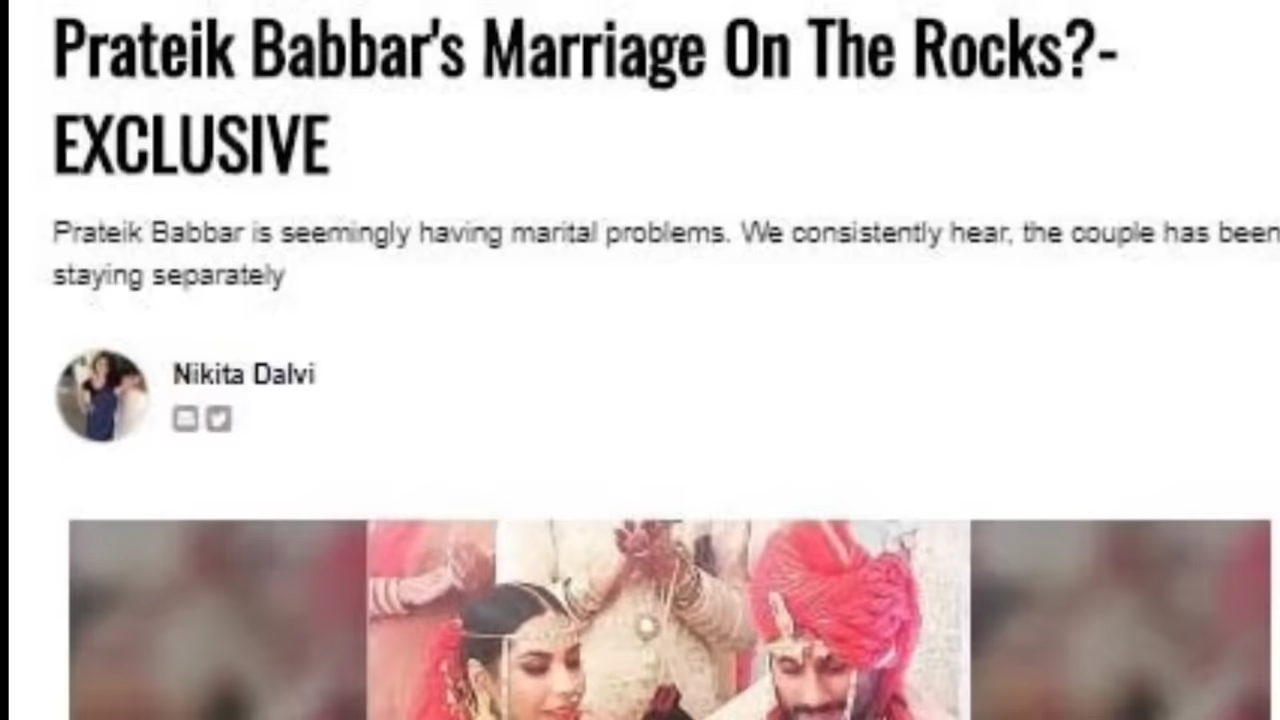 Prateik Babbar's Marriage On The Rocks?-
EXCLUSIVE
Prateik Babbar is seemingly having marital problems. We consistently hear, the couple has been
staying separately
Nikita Dalvi